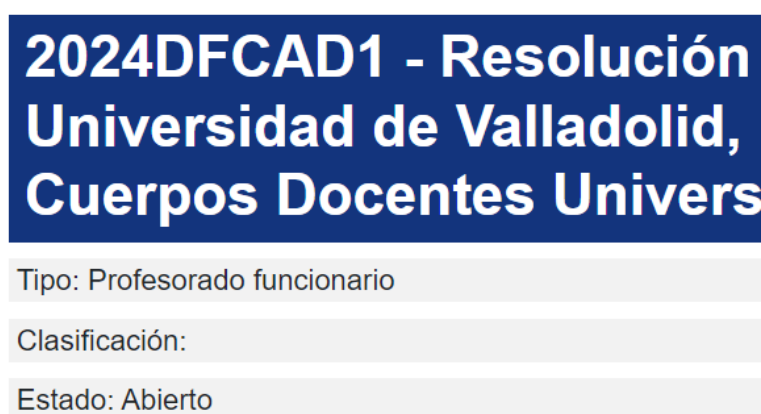 2024DFCAD1 - Resolución
Universidad de Valladolid,
Cuerpos Docentes Univers
Tipo: Profesorado funcionario
Clasificación:
Estado: Abierto